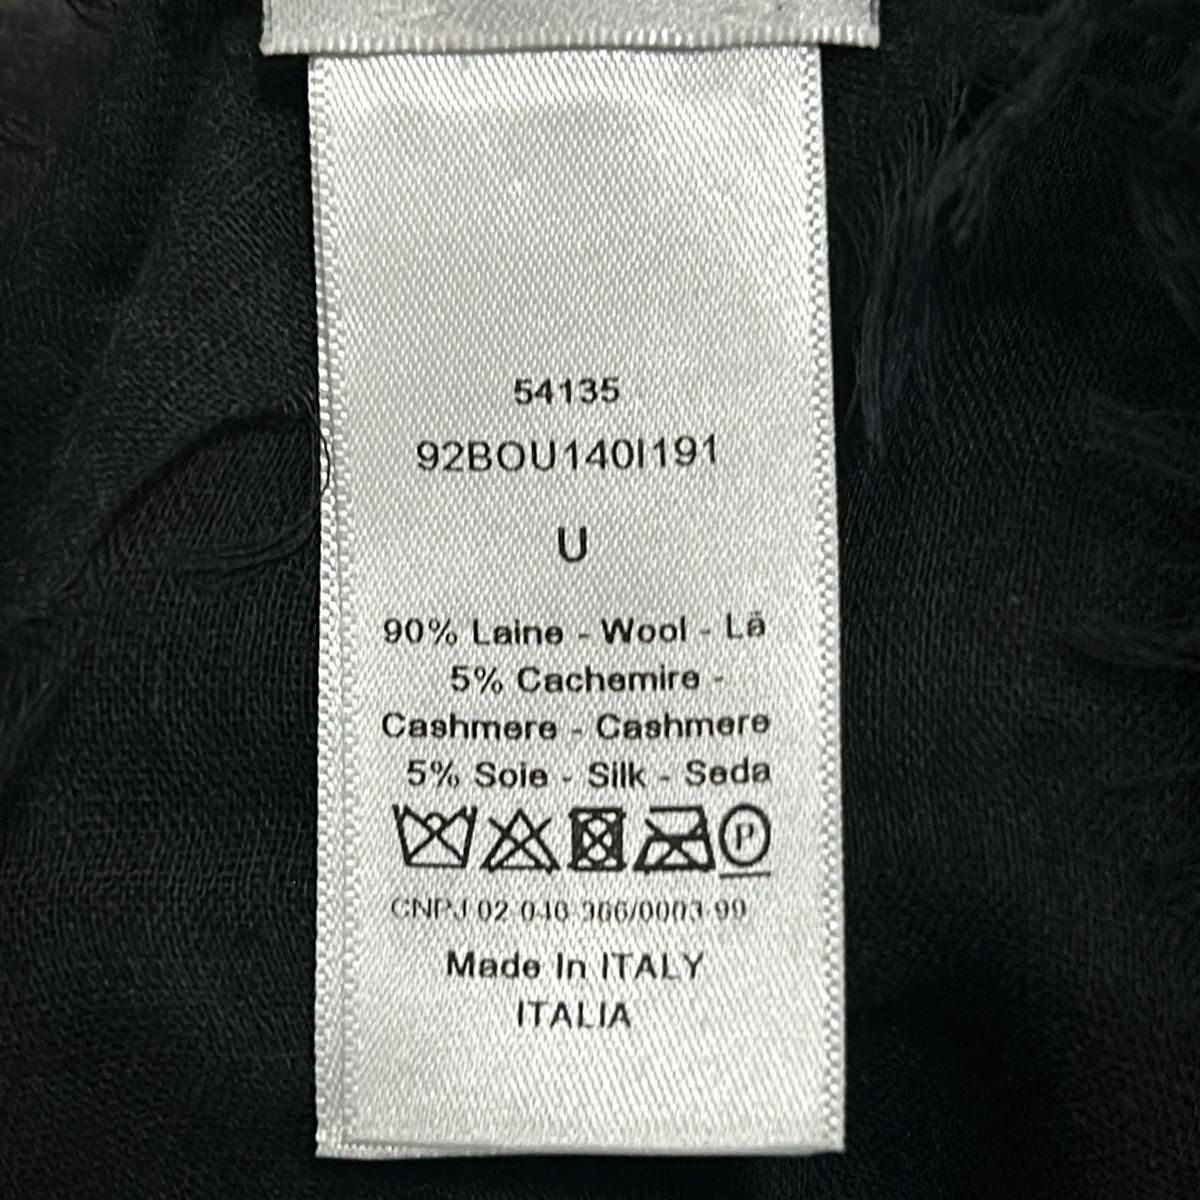 54135
92BOU140I191
U
90% Laine - Wool - Lã
5% Cachemire -
Cashmere - Cashmere
5% Soie - Silk - Seda
P
CNPJ 02 046 366/0003 99
Made In ITALY
ITALIA